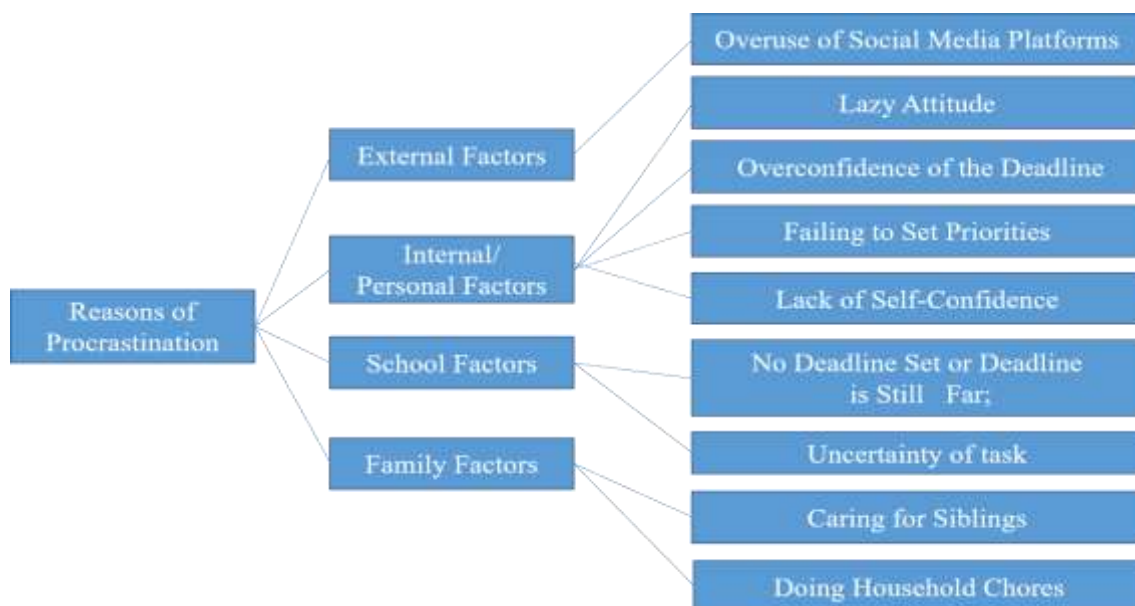 Reasons of
Procrastination
External Factors
Internal/
Personal Factors
School Factors
Family Factors
Overuse of Social Media Platforms
Lazy Attitude
Overconfidence of the Deadline
Failing to Set Priorities
Lack of Self-Confidence
No Deadline Set or Deadline
is Still Far;
Uncertainty of task
Caring for Siblings
Doing Household Chores